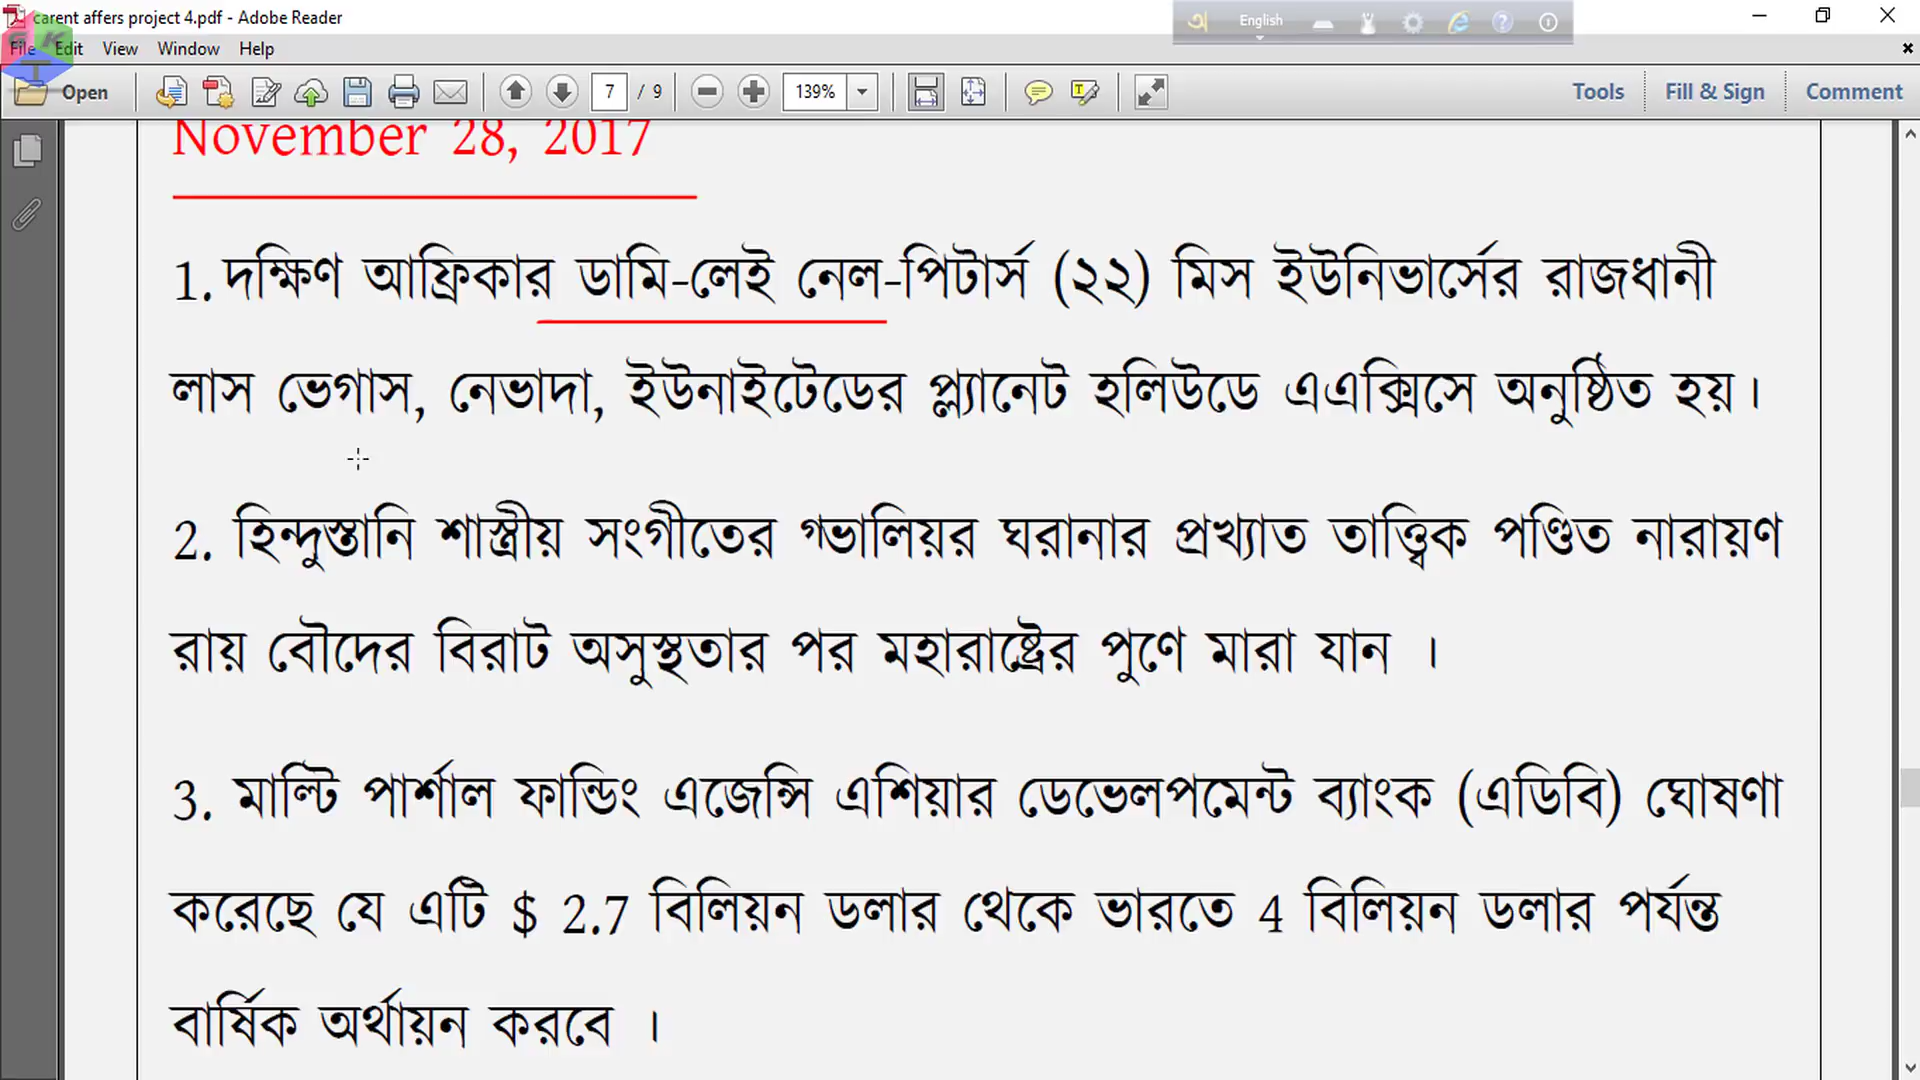 carent affers project 4.pdf - Adobe Reader
English
File Edit View Window Help
GK
Open 7 / 9 139% Tools Fill & Sign Comment
November 28, 2017
1. দক্ষিণ আফ্রিকার ডামি-লেই নেল-পিটার্স (২২) মিস ইউনিভার্সের রাজধানী
লাস ভেগাস, নেভাদা, ইউনাইটেডের প্ল্যানেট হলিউডে এএক্সিসে অনুষ্ঠিত হয়।
2. হিন্দুস্তানি শাস্ত্রীয় সংগীতের গভালিয়র ঘরানার প্রখ্যাত তাত্ত্বিক পণ্ডিত নারায়ণ
রায় বৌদের বিরাট অসুস্থতার পর মহারাষ্ট্রের পুণে মারা যান ।
3. মাল্টি পার্শাল ফান্ডিং এজেন্সি এশিয়ার ডেভেলপমেন্ট ব্যাংক (এডিবি) ঘোষণা
করেছে যে এটি $ 2.7 বিলিয়ন ডলার থেকে ভারতে 4 বিলিয়ন ডলার পর্যন্ত
বার্ষিক অর্থায়ন করবে ।